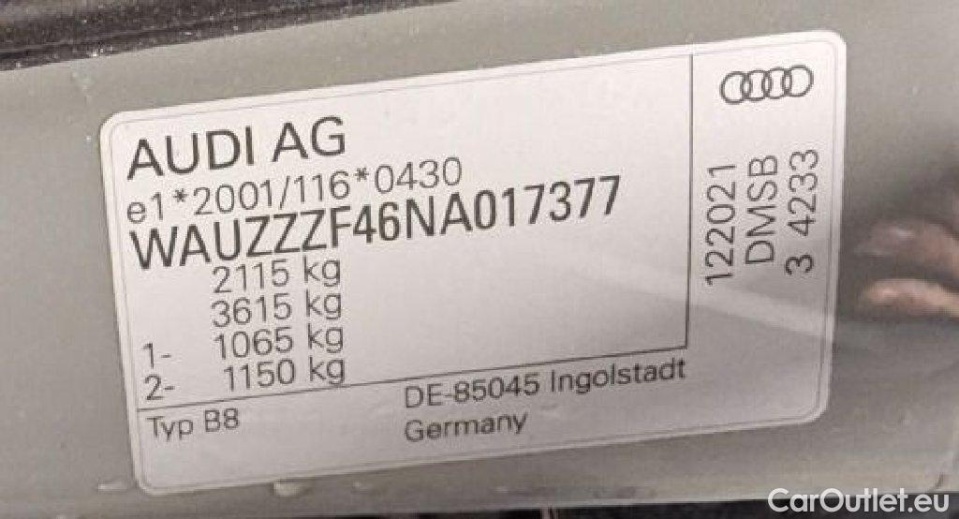 AUDI AG
e1*2001/116*0430
WAUZZZF46NA017377
2115 kg
3615 kg
1- 1065 kg
2- 1150 kg
Typ B8
DE-85045 Ingolstadt
Germany
122021
DMSB
3 4233
CarOutlet.eu